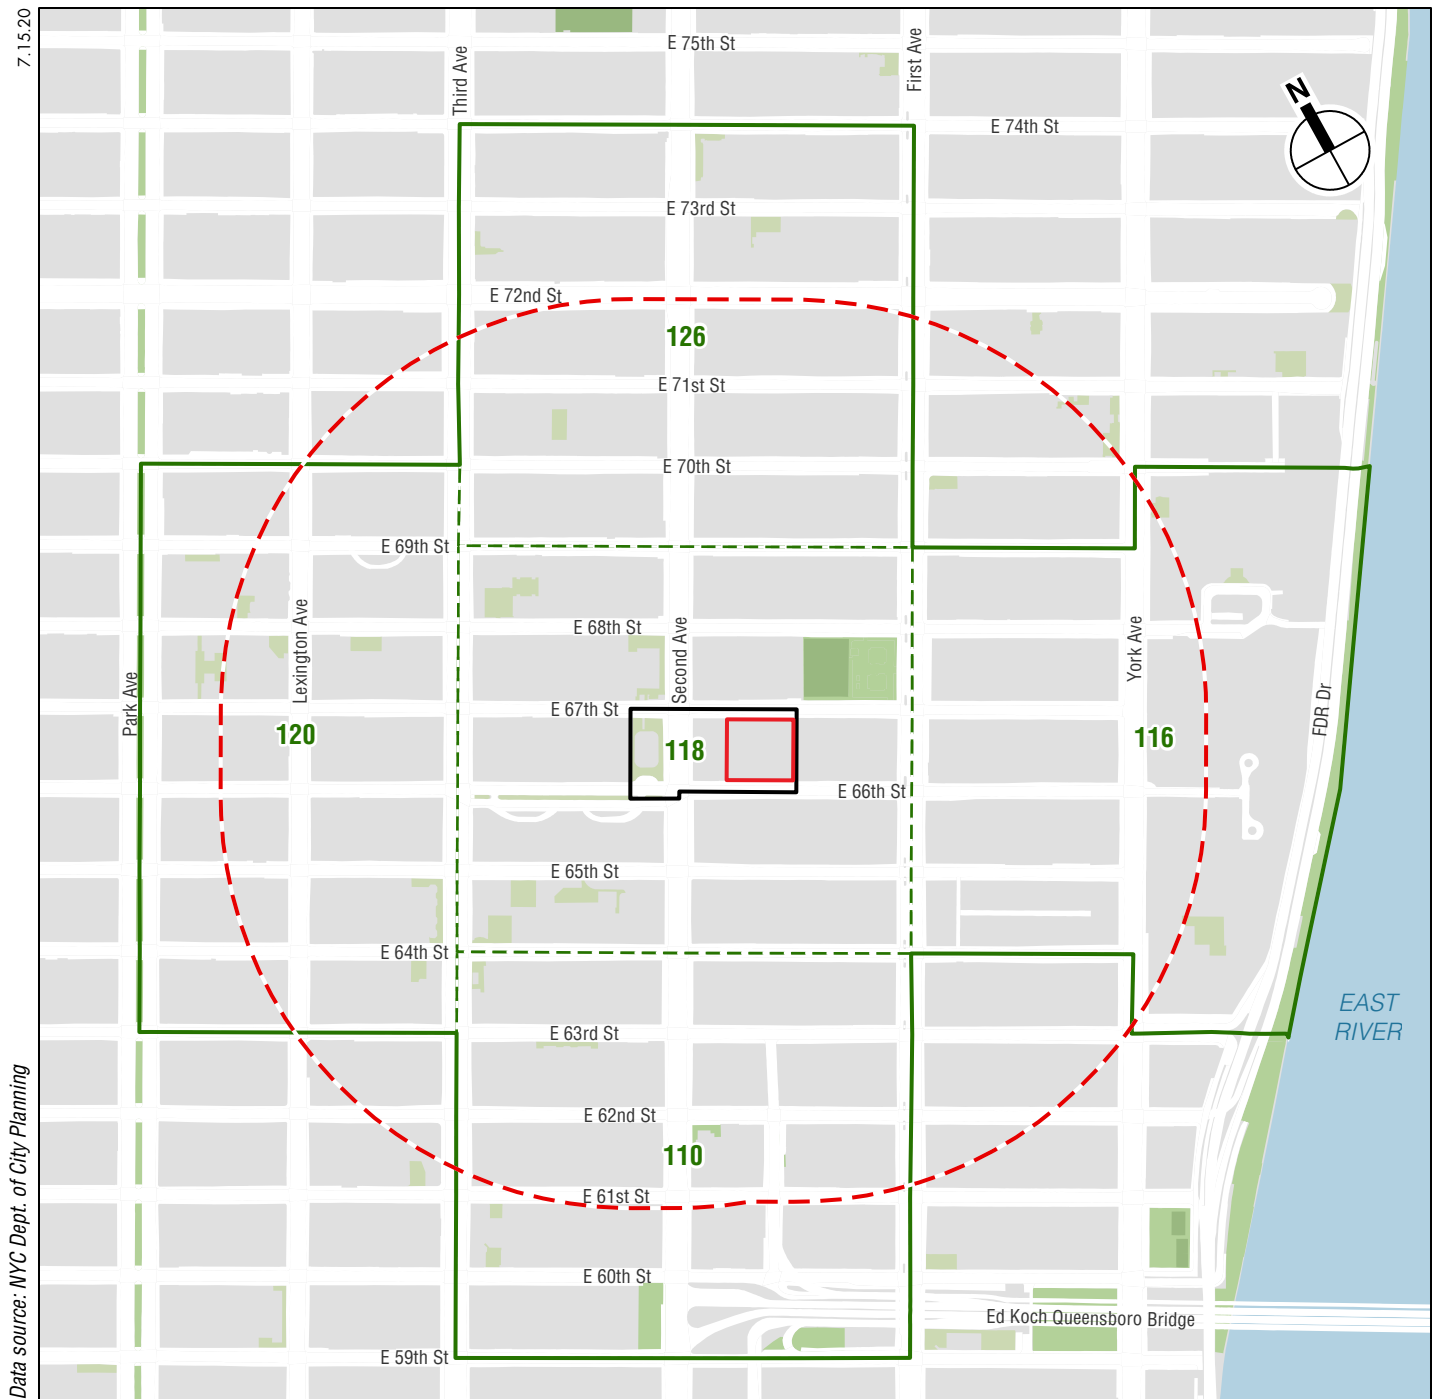 7.15.20
E 75th St
Third Ave
First Ave
N
E 74th St
E 73rd St
E 72nd St
126
E 71st St
E 70th St
E 69th St
E 68th St
Lexington Ave
Second Ave
York Ave
Park Ave
FDR Dr
E 67th St
120
118
116
E 66th St
E 65th St
E 64th St
EAST
RIVER
E 63rd St
E 62nd St
110
E 61st St
E 60th St
Ed Koch Queensboro Bridge
E 59th St
Data source: NYC Dept. of City Planning